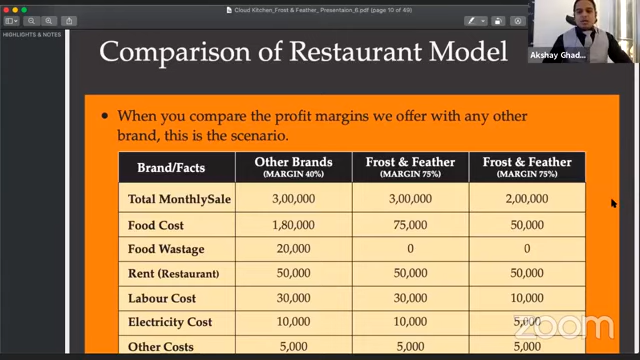 Cloud Kitchen_Frost & Feather_Presentaion_6.pdf (page 10 of 49)
HIGHLIGHTS & NOTES
Comparison of Restaurant Model
Akshay Ghad...
• When you compare the profit margins we offer with any other
brand, this is the scenario.
Brand/Facts Other Brands (MARGIN 40%) Frost & Feather (MARGIN 75%) Frost & Feather (MARGIN 75%)
Total MonthlySale 3,00,000 3,00,000 2,00,000
Food Cost 1,80,000 75,000 50,000
Food Wastage 20,000 0 0
Rent (Restaurant) 50,000 50,000 50,000
Labour Cost 30,000 30,000 10,000
Electricity Cost 10,000 10,000 5,000
zoom
Other Costs 5,000 5,000 5,000